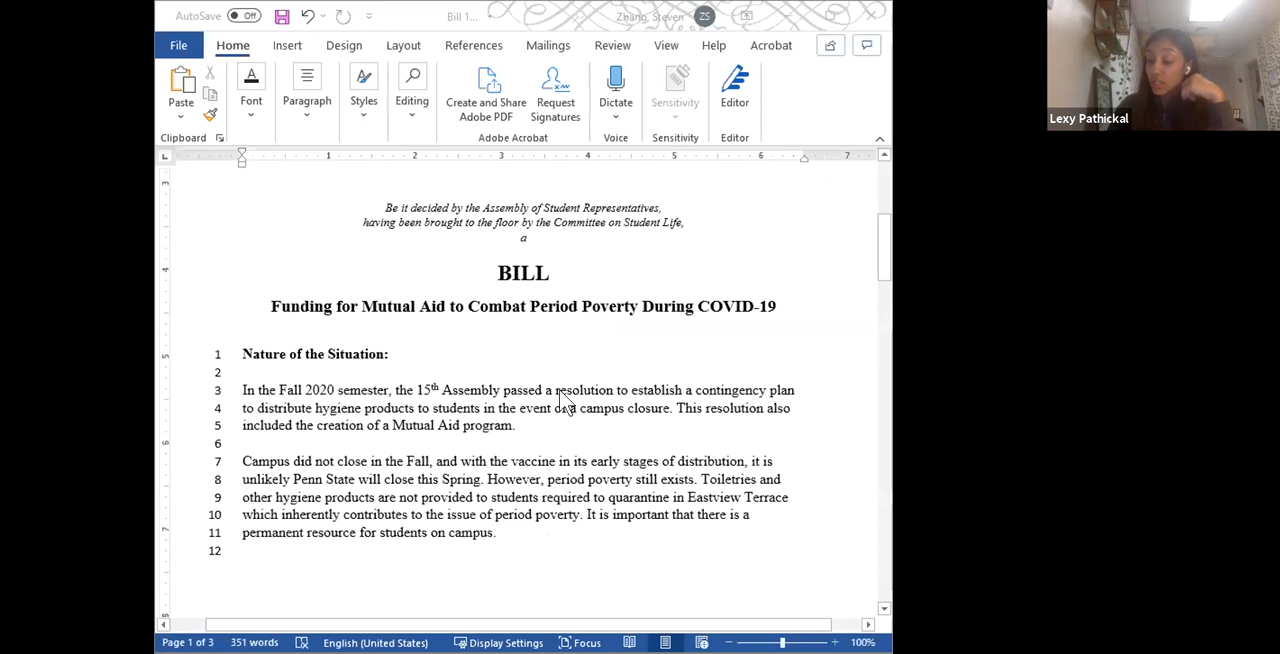 AutoSave Off Bill 1... Zhang, Steven ZS
File Home Insert Design Layout References Mailings Review View Help Acrobat
Paste Font Paragraph Styles Editing Create and Share Adobe PDF Request Signatures Dictate Sensitivity Editor
Clipboard Adobe Acrobat Voice Sensitivity Editor
L 1 2 3 4 5 6 7
Be it decided by the Assembly of Student Representatives,
having been brought to the floor by the Committee on Student Life,
a
BILL
Funding for Mutual Aid to Combat Period Poverty During COVID-19
1 Nature of the Situation:
2
3 In the Fall 2020 semester, the 15th Assembly passed a resolution to establish a contingency plan
4 to distribute hygiene products to students in the event of a campus closure. This resolution also
5 included the creation of a Mutual Aid program.
6
7 Campus did not close in the Fall, and with the vaccine in its early stages of distribution, it is
8 unlikely Penn State will close this Spring. However, period poverty still exists. Toiletries and
9 other hygiene products are not provided to students required to quarantine in Eastview Terrace
10 which inherently contributes to the issue of period poverty. It is important that there is a
11 permanent resource for students on campus.
12
Page 1 of 3 351 words English (United States) Display Settings Focus 100%
Lexy Pathickal